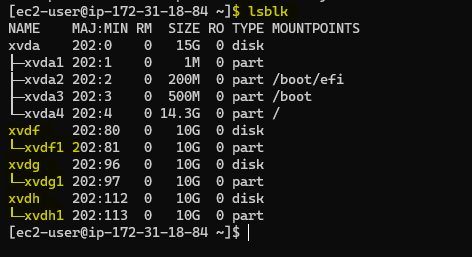 [ec2-user@ip-172-31-18-84 ~]$ lsblk
NAME    MAJ:MIN RM  SIZE RO TYPE MOUNTPOINTS
xvda    202:0    0   15G  0 disk
├─xvda1 202:1    0    1M  0 part
├─xvda2 202:2    0  200M  0 part /boot/efi
├─xvda3 202:3    0  500M  0 part /boot
└─xvda4 202:4    0 14.3G  0 part /
xvdf    202:80   0   10G  0 disk
└─xvdf1 202:81   0   10G  0 part
xvdg    202:96   0   10G  0 disk
└─xvdg1 202:97   0   10G  0 part
xvdh    202:112  0   10G  0 disk
└─xvdh1 202:113  0   10G  0 part
[ec2-user@ip-172-31-18-84 ~]$